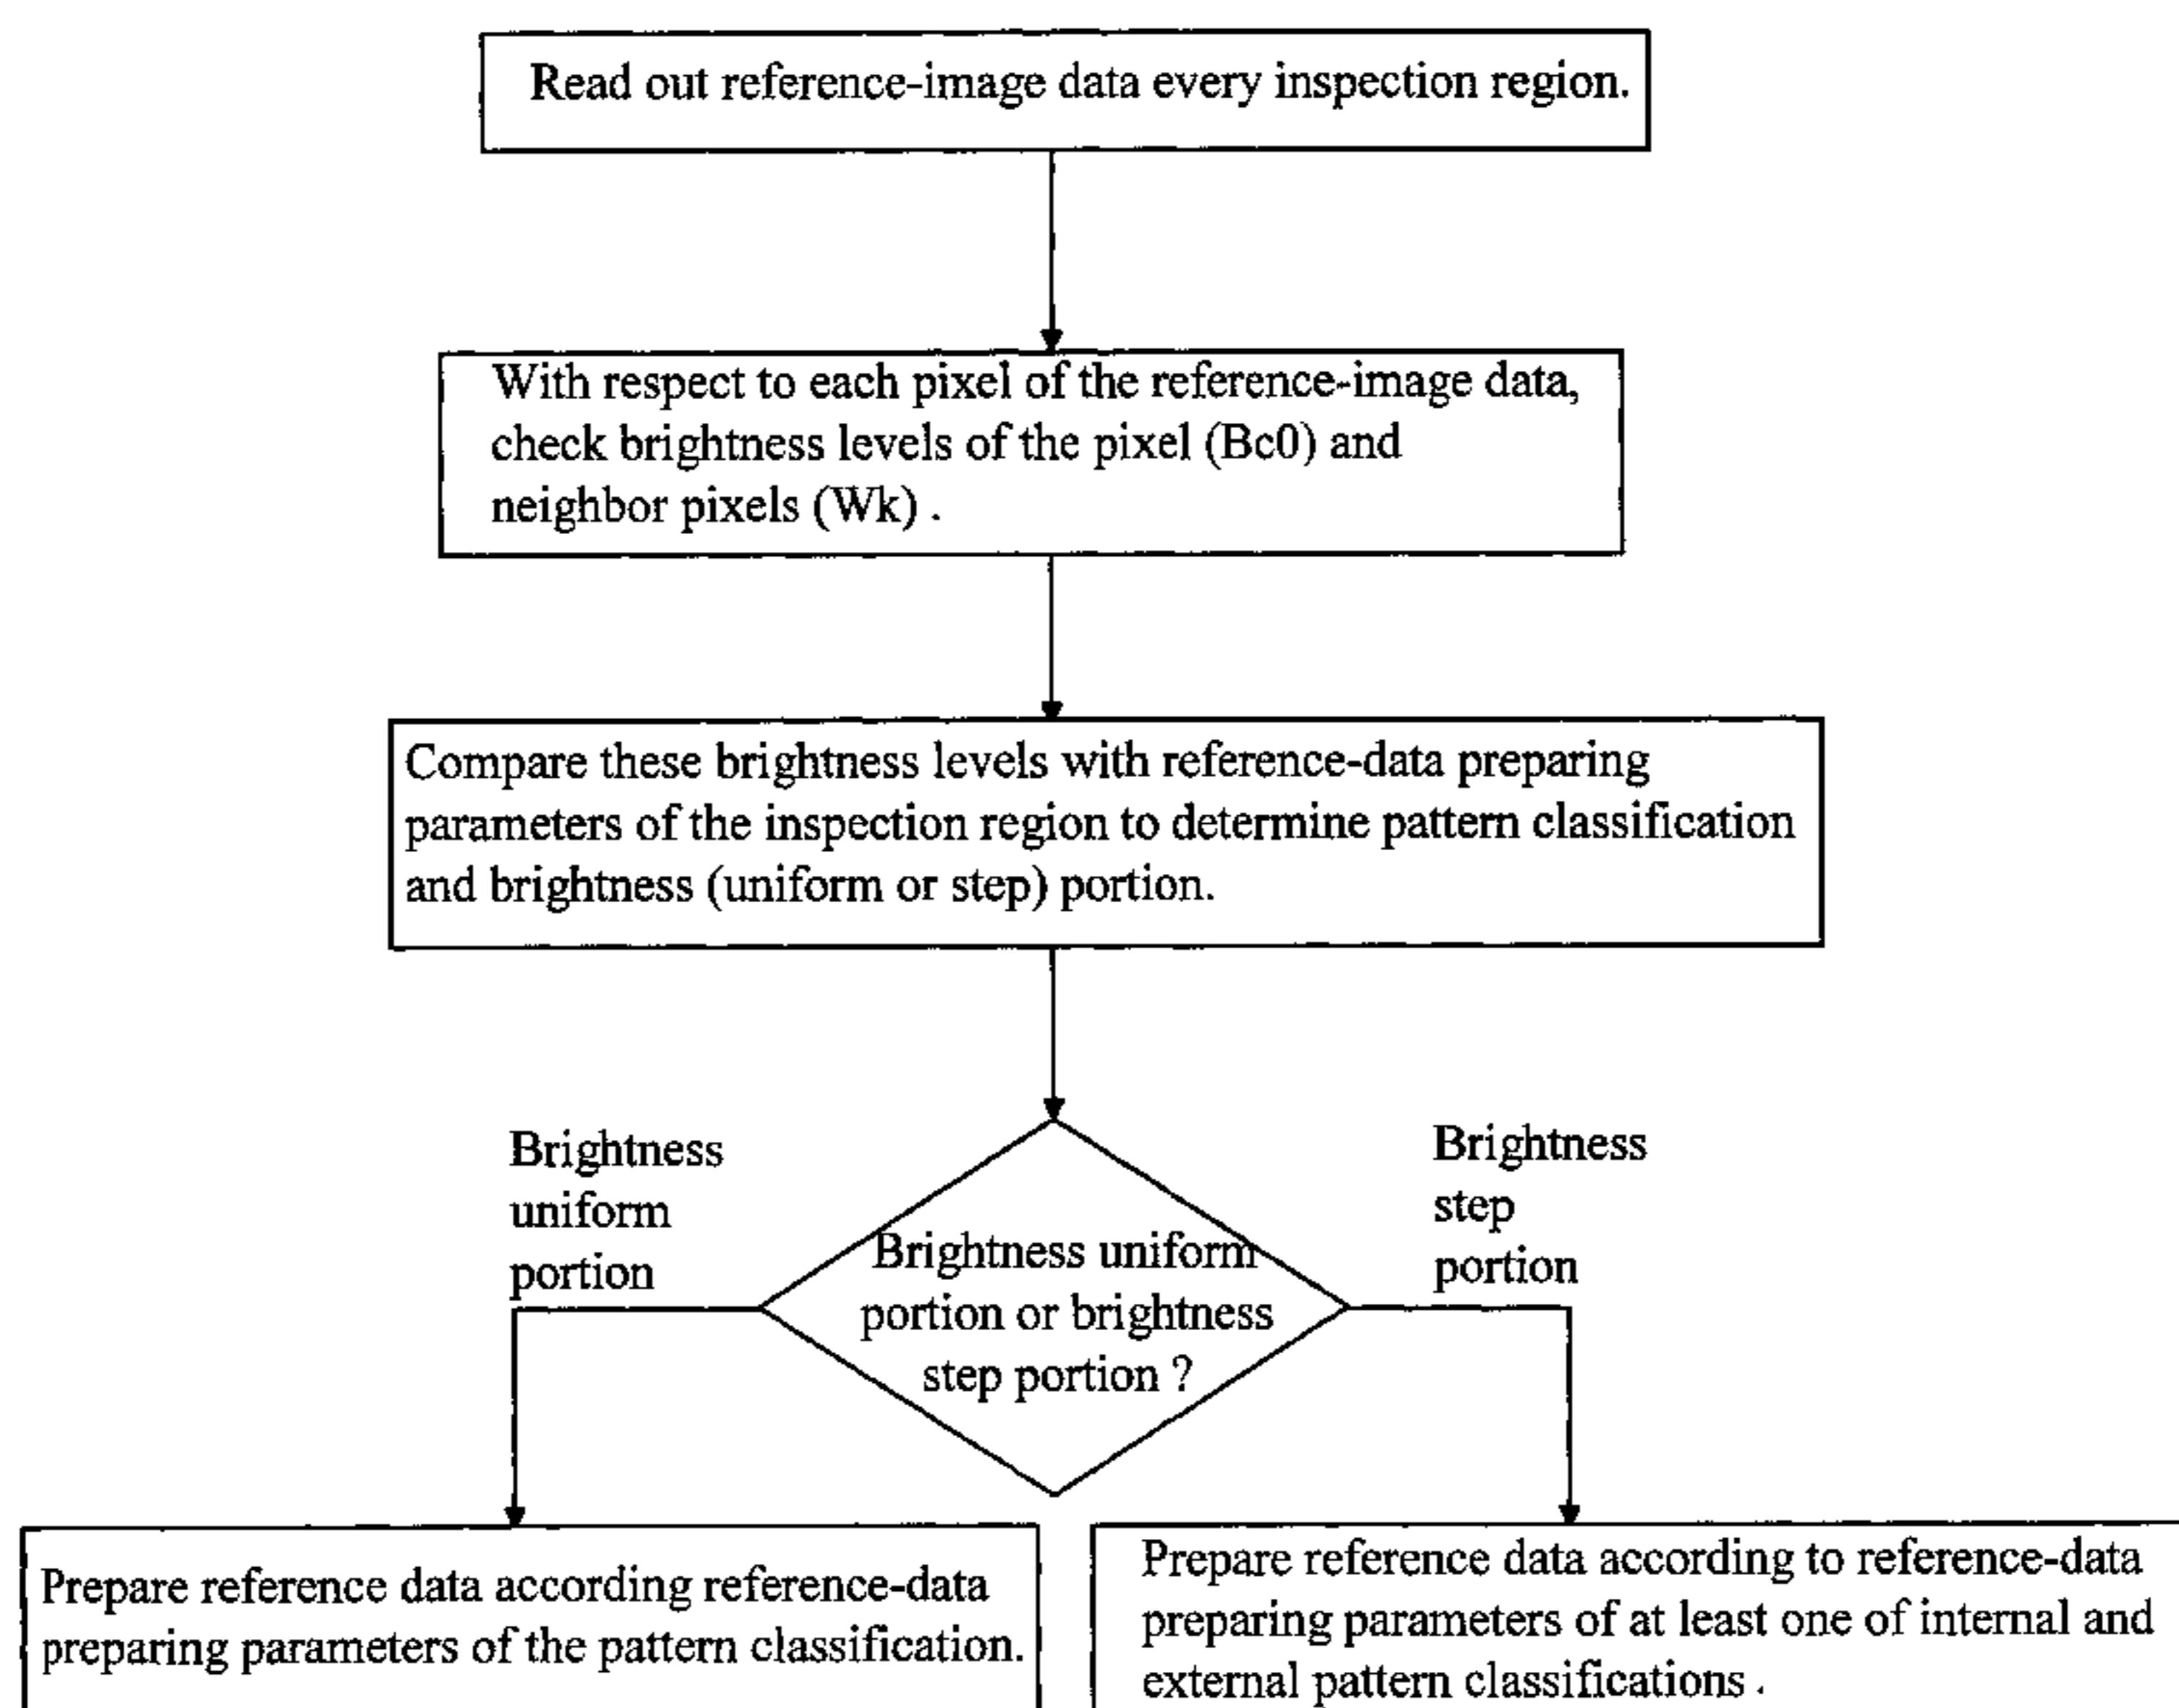 Read out reference-image data every inspection region.
With respect to each pixel of the reference-image data,
check brightness levels of the pixel (Bc0) and
neighbor pixels (Wk) .
Compare these brightness levels with reference-data preparing
parameters of the inspection region to determine pattern classification
and brightness (uniform or step) portion.
Brightness
uniform
portion
Brightness uniform
portion or brightness
step portion ?
Brightness
step
portion
Prepare reference data according reference-data
preparing parameters of the pattern classification.
Prepare reference data according to reference-data
preparing parameters of at least one of internal and
external pattern classifications .